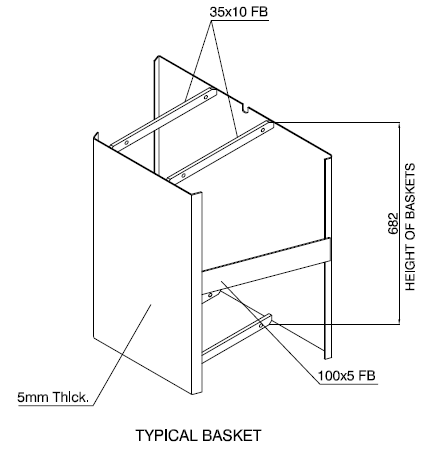 35x10 FB
682
HEIGHT OF BASKETS
100x5 FB
5mm Thick.
TYPICAL BASKET